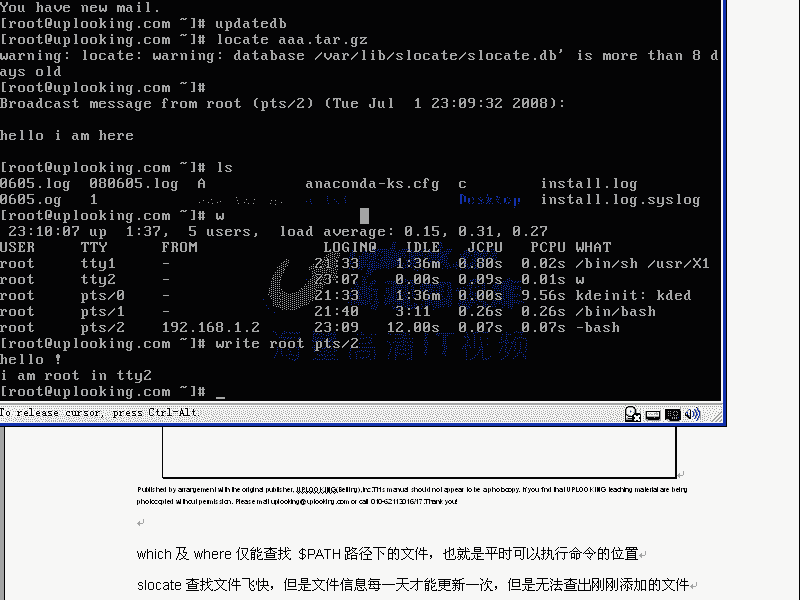 You have new mail.
[root@uplooking.com ~]# updatedb
[root@uplooking.com ~]# locate aaa.tar.gz
warning: locate: warning: database /var/lib/slocate/slocate.db' is more than 8 d
ays old
[root@uplooking.com ~]#
Broadcast message from root (pts/2) (Tue Jul  1 23:09:32 2008):
hello i am here
[root@uplooking.com ~]# ls
0605.log  080605.log  A  anaconda-ks.cfg  c  install.log
0605.og  1  Desktop  install.log.syslog
[root@uplooking.com ~]# w
23:10:07 up  1:37,  5 users,  load average: 0.15, 0.31, 0.27
USER  TTY  FROM  LOGIN@  IDLE  JCPU  PCPU WHAT
root  tty1  -  21:33  1:36m  0.80s  0.02s /bin/sh /usr/X1
root  tty2  -  23:07  0.00s  0.09s  0.01s w
root  pts/0  -  21:33  1:36m  0.00s  9.56s kdeinit: kded
root  pts/1  -  21:40  3:11  0.26s  0.26s /bin/bash
root  pts/2  192.168.1.2  23:09  12.00s  0.07s  0.07s -bash
[root@uplooking.com ~]# write root pts/2
hello !
i am root in tty2
[root@uplooking.com ~]# _
海量高清IT视频
To release cursor, press Ctrl-Alt
Published by arrangement with the original publisher, UPLOOKING(Beijing),Inc.This manual should not appear to be a photocopy. If you find that UPLOOKING teaching material are being
photocopied without permission. Please mail uplooking@uplooking.com or call 010-62113016/17.Thank you!
which 及 where 仅能查找 $PATH 路径下的文件，也就是平时可以执行命令的位置
slocate 查找文件飞快，但是文件信息每一天才能更新一次，但是无法查出刚刚添加的文件